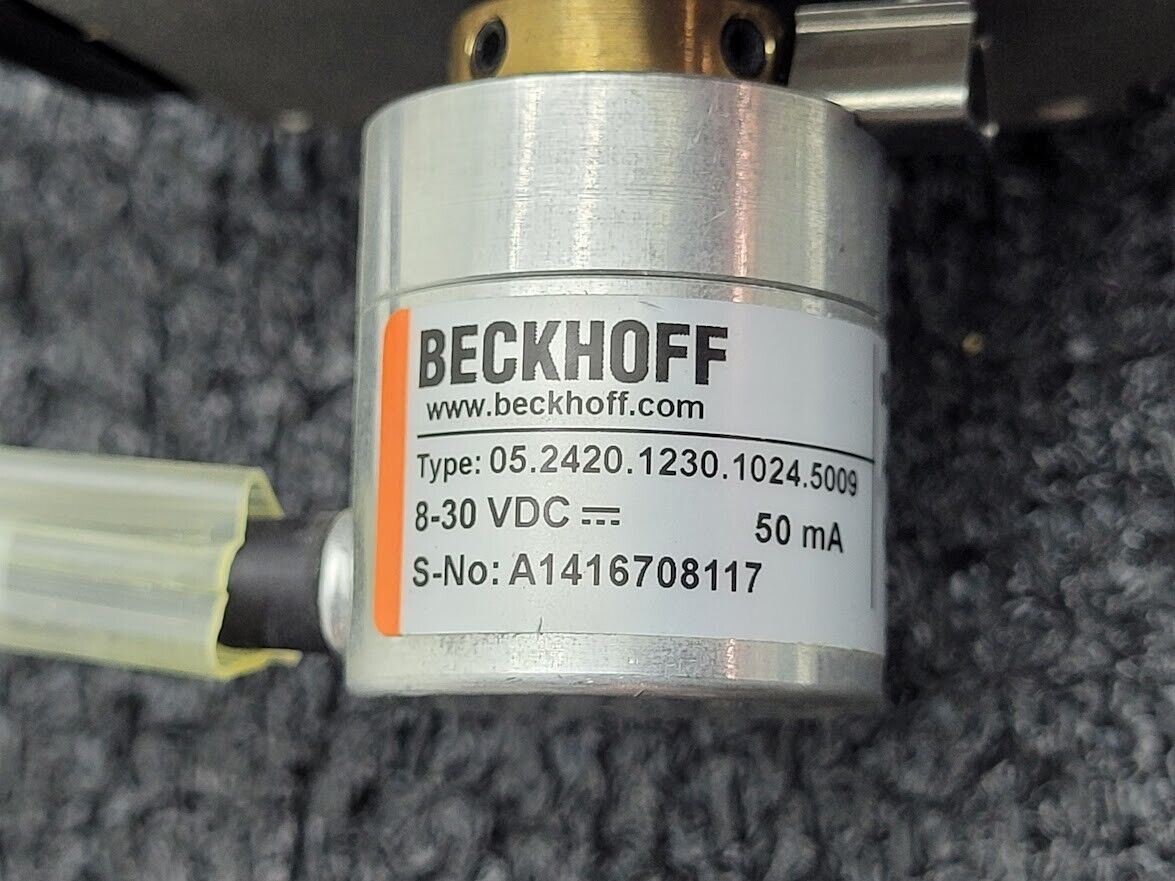 BECKHOFF
www.beckhoff.com
Type: 05.2420.1230.1024.5009
8-30 VDC ⎓ 50 mA
S-No: A1416708117